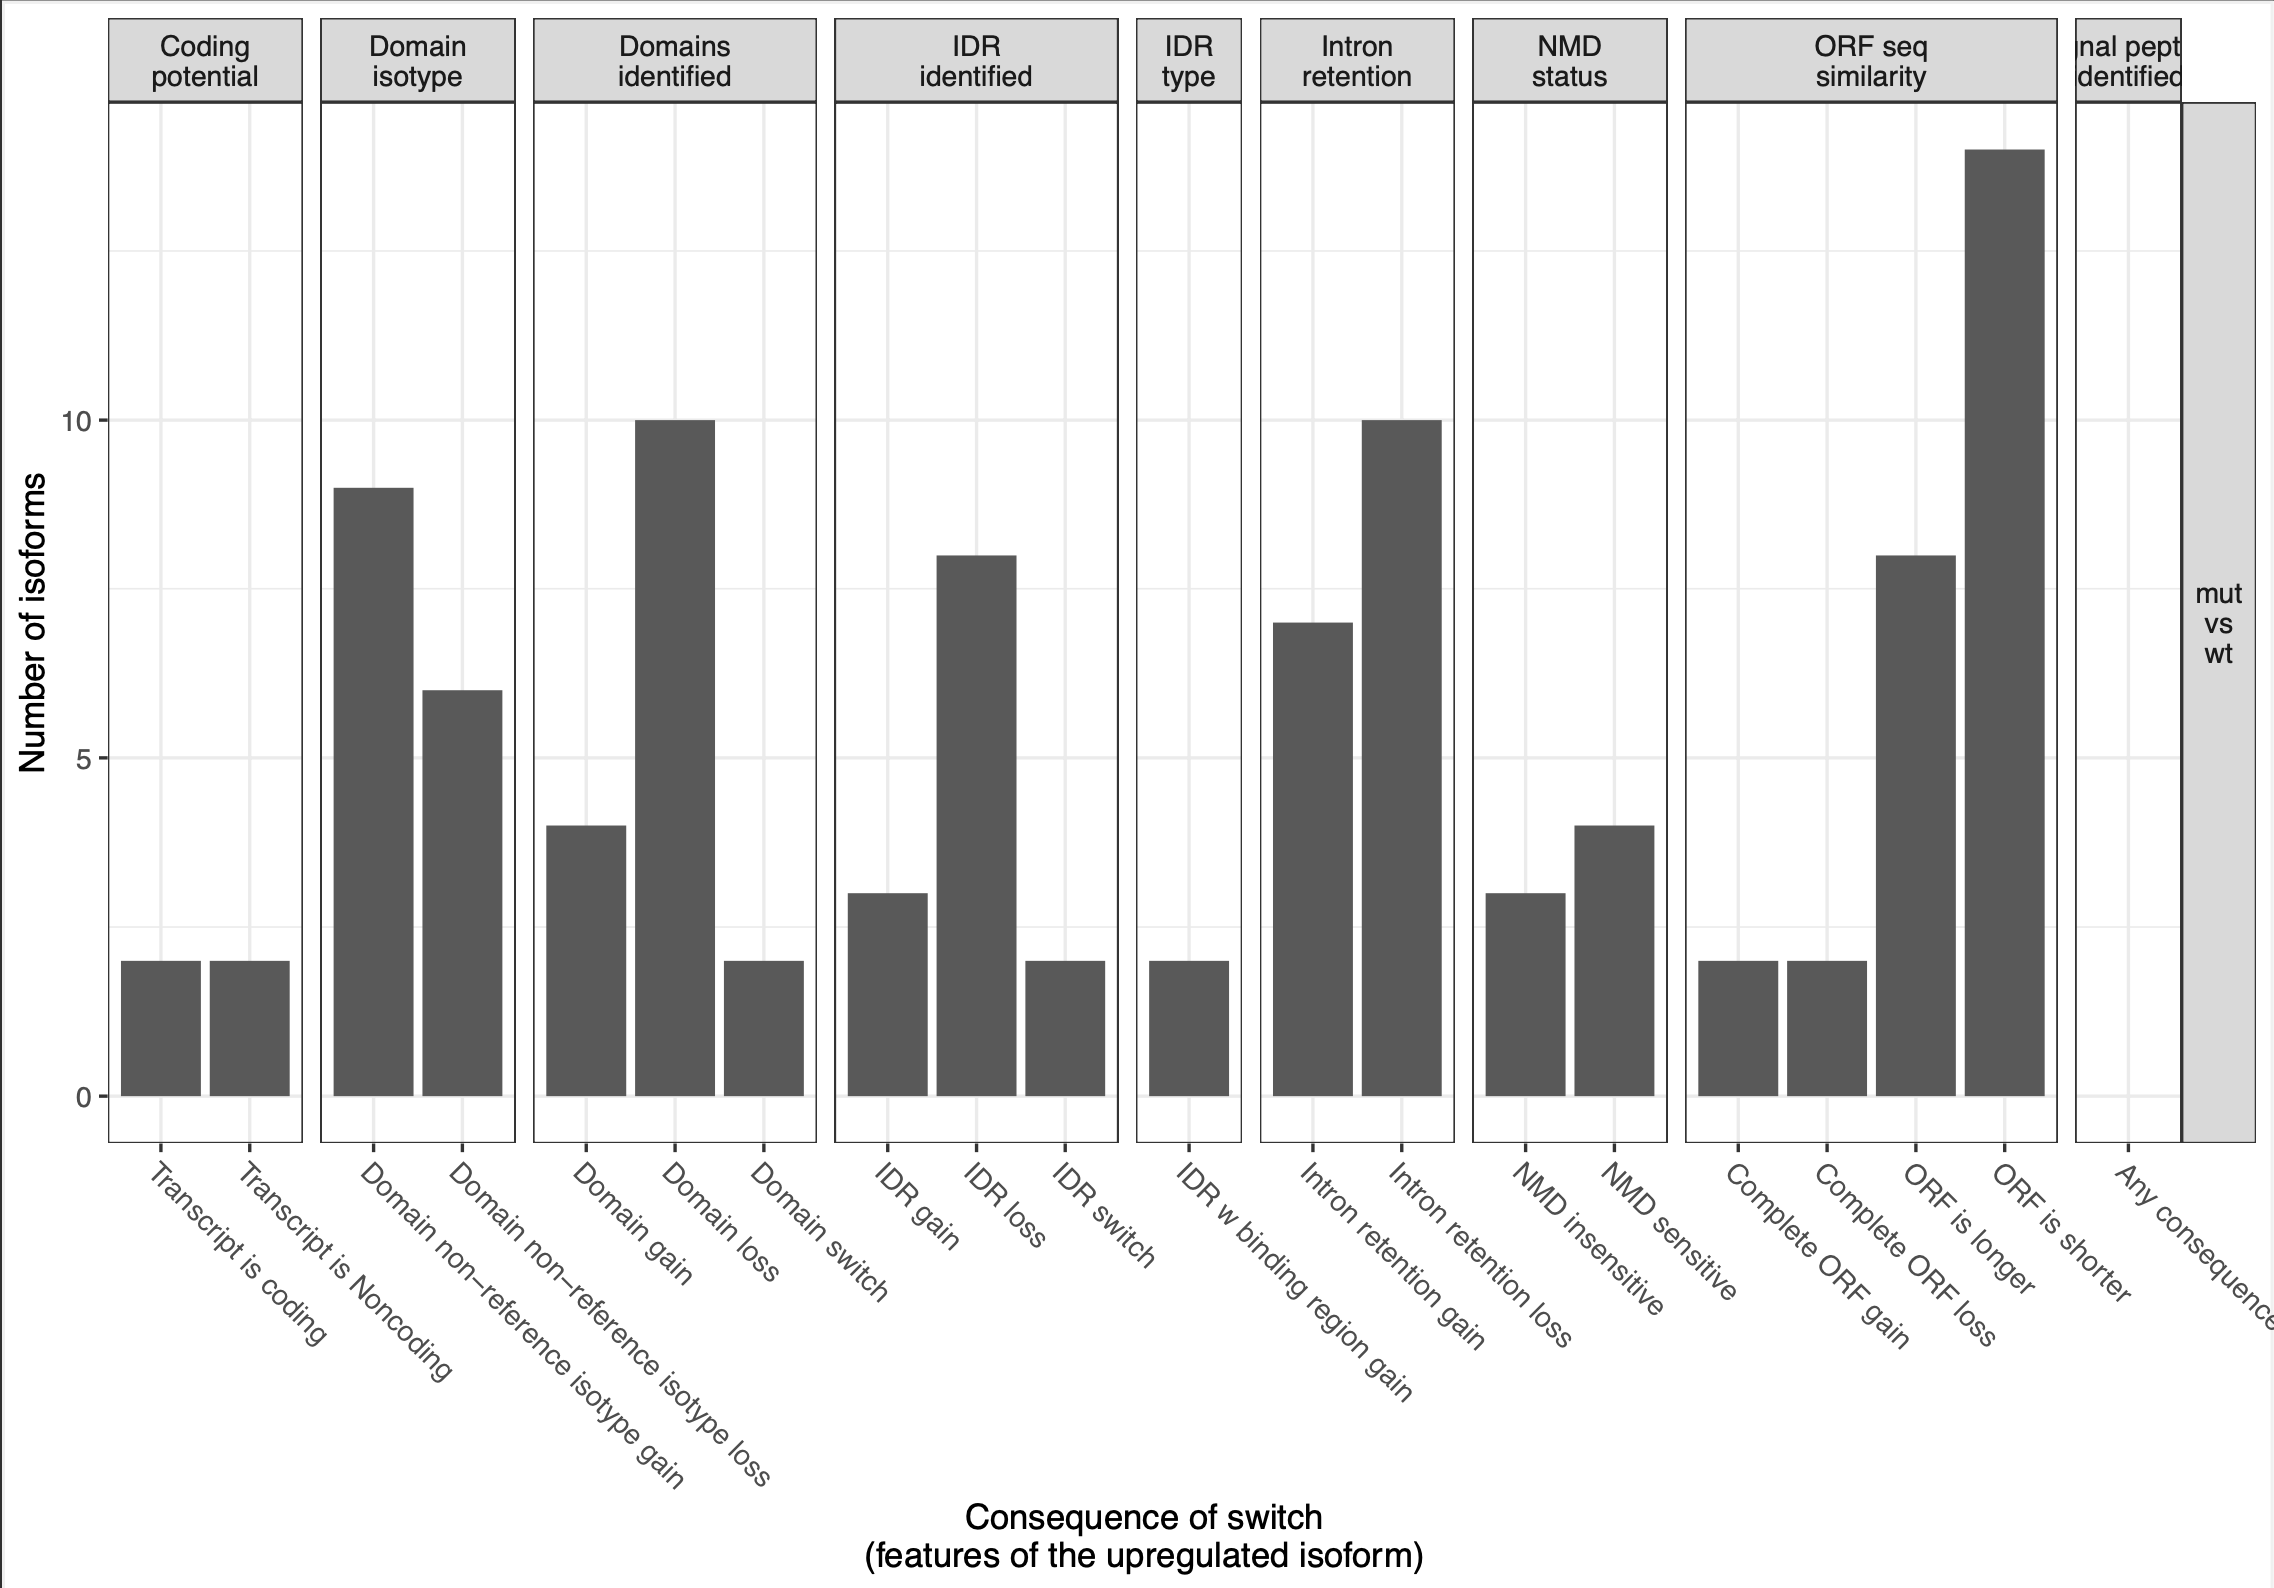 Coding
potential
Domain
isotype
Domains
identified
IDR
identified
IDR
type
Intron
retention
NMD
status
ORF seq
similarity
mut
vs
wt
Number of isoforms
10
5
0
Transcript is coding
Transcript is Noncoding
Domain non–reference isotype gain
Domain non–reference isotype loss
Domain gain
Domain loss
Domain switch
IDR gain
IDR loss
IDR switch
IDR w binding region gain
Intron retention gain
Intron retention loss
NMD insensitive
NMD sensitive
Complete ORF gain
Complete ORF loss
ORF is longer
ORF is shorter
Any consequence
Consequence of switch
(features of the upregulated isoform)